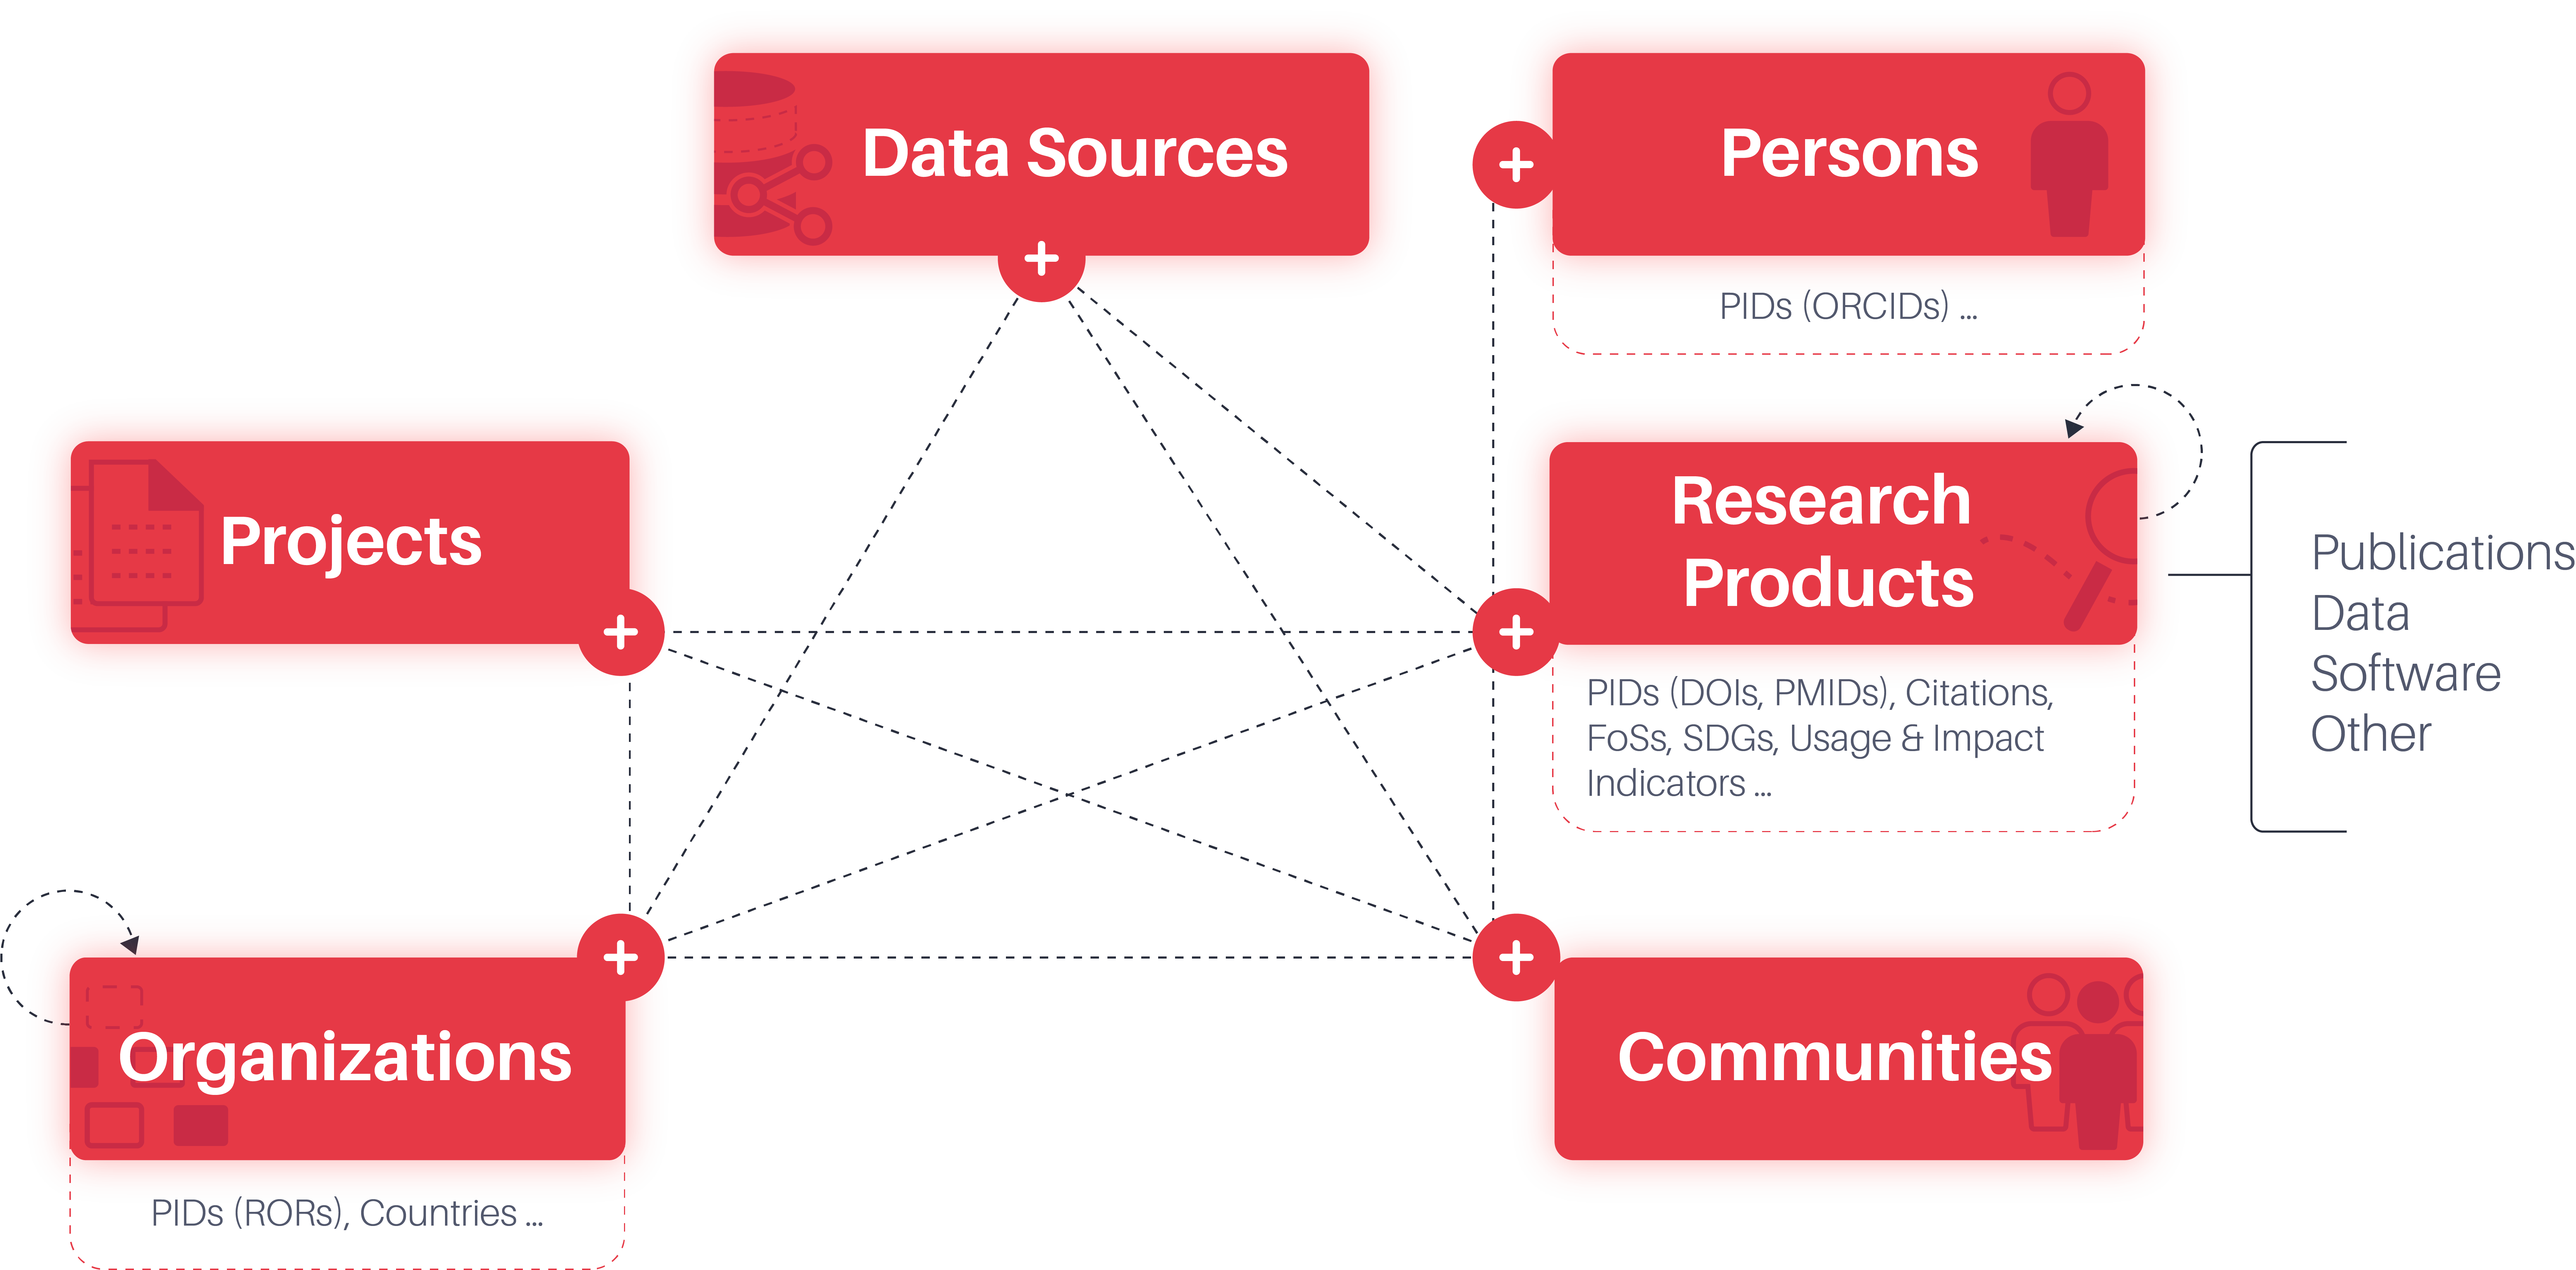 Data Sources
Persons
PIDs (ORCIDs) ...
Projects
Research
Products
PIDs (DOIs, PMIDs), Citations,
FoSs, SDGs, Usage & Impact
Indicators ...
Publications
Data
Software
Other
Organizations
PIDs (RORs), Countries ...
Communities